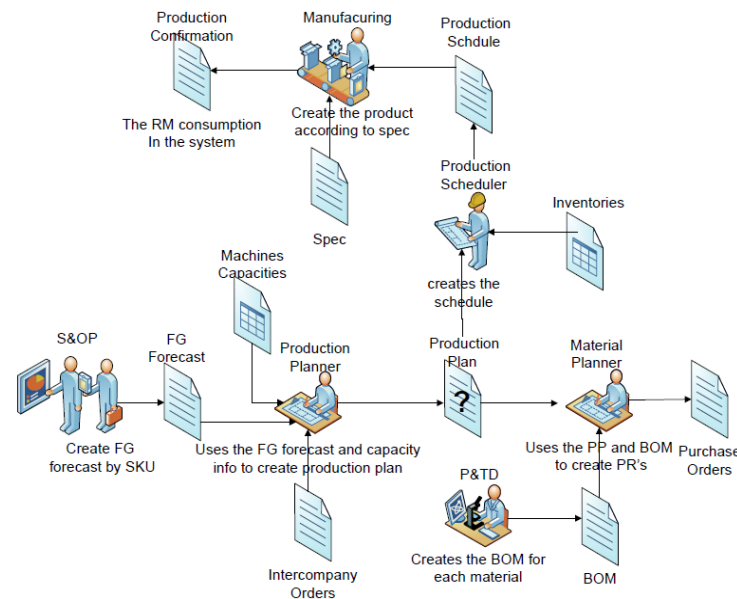 Production
Confirmation
Manufacuring
Production
Schdule
The RM consumption
In the system
Create the product
according to spec
Spec
Production
Scheduler
Inventories
creates the
schedule
Machines
Capacities
S&OP
FG
Forecast
Production
Planner
Production
Plan
Material
Planner
?
Create FG
forecast by SKU
Uses the FG forecast and capacity
info to create production plan
Uses the PP and BOM
to create PR's
Purchase
Orders
P&TD
Intercompany
Orders
Creates the BOM for
each material
BOM